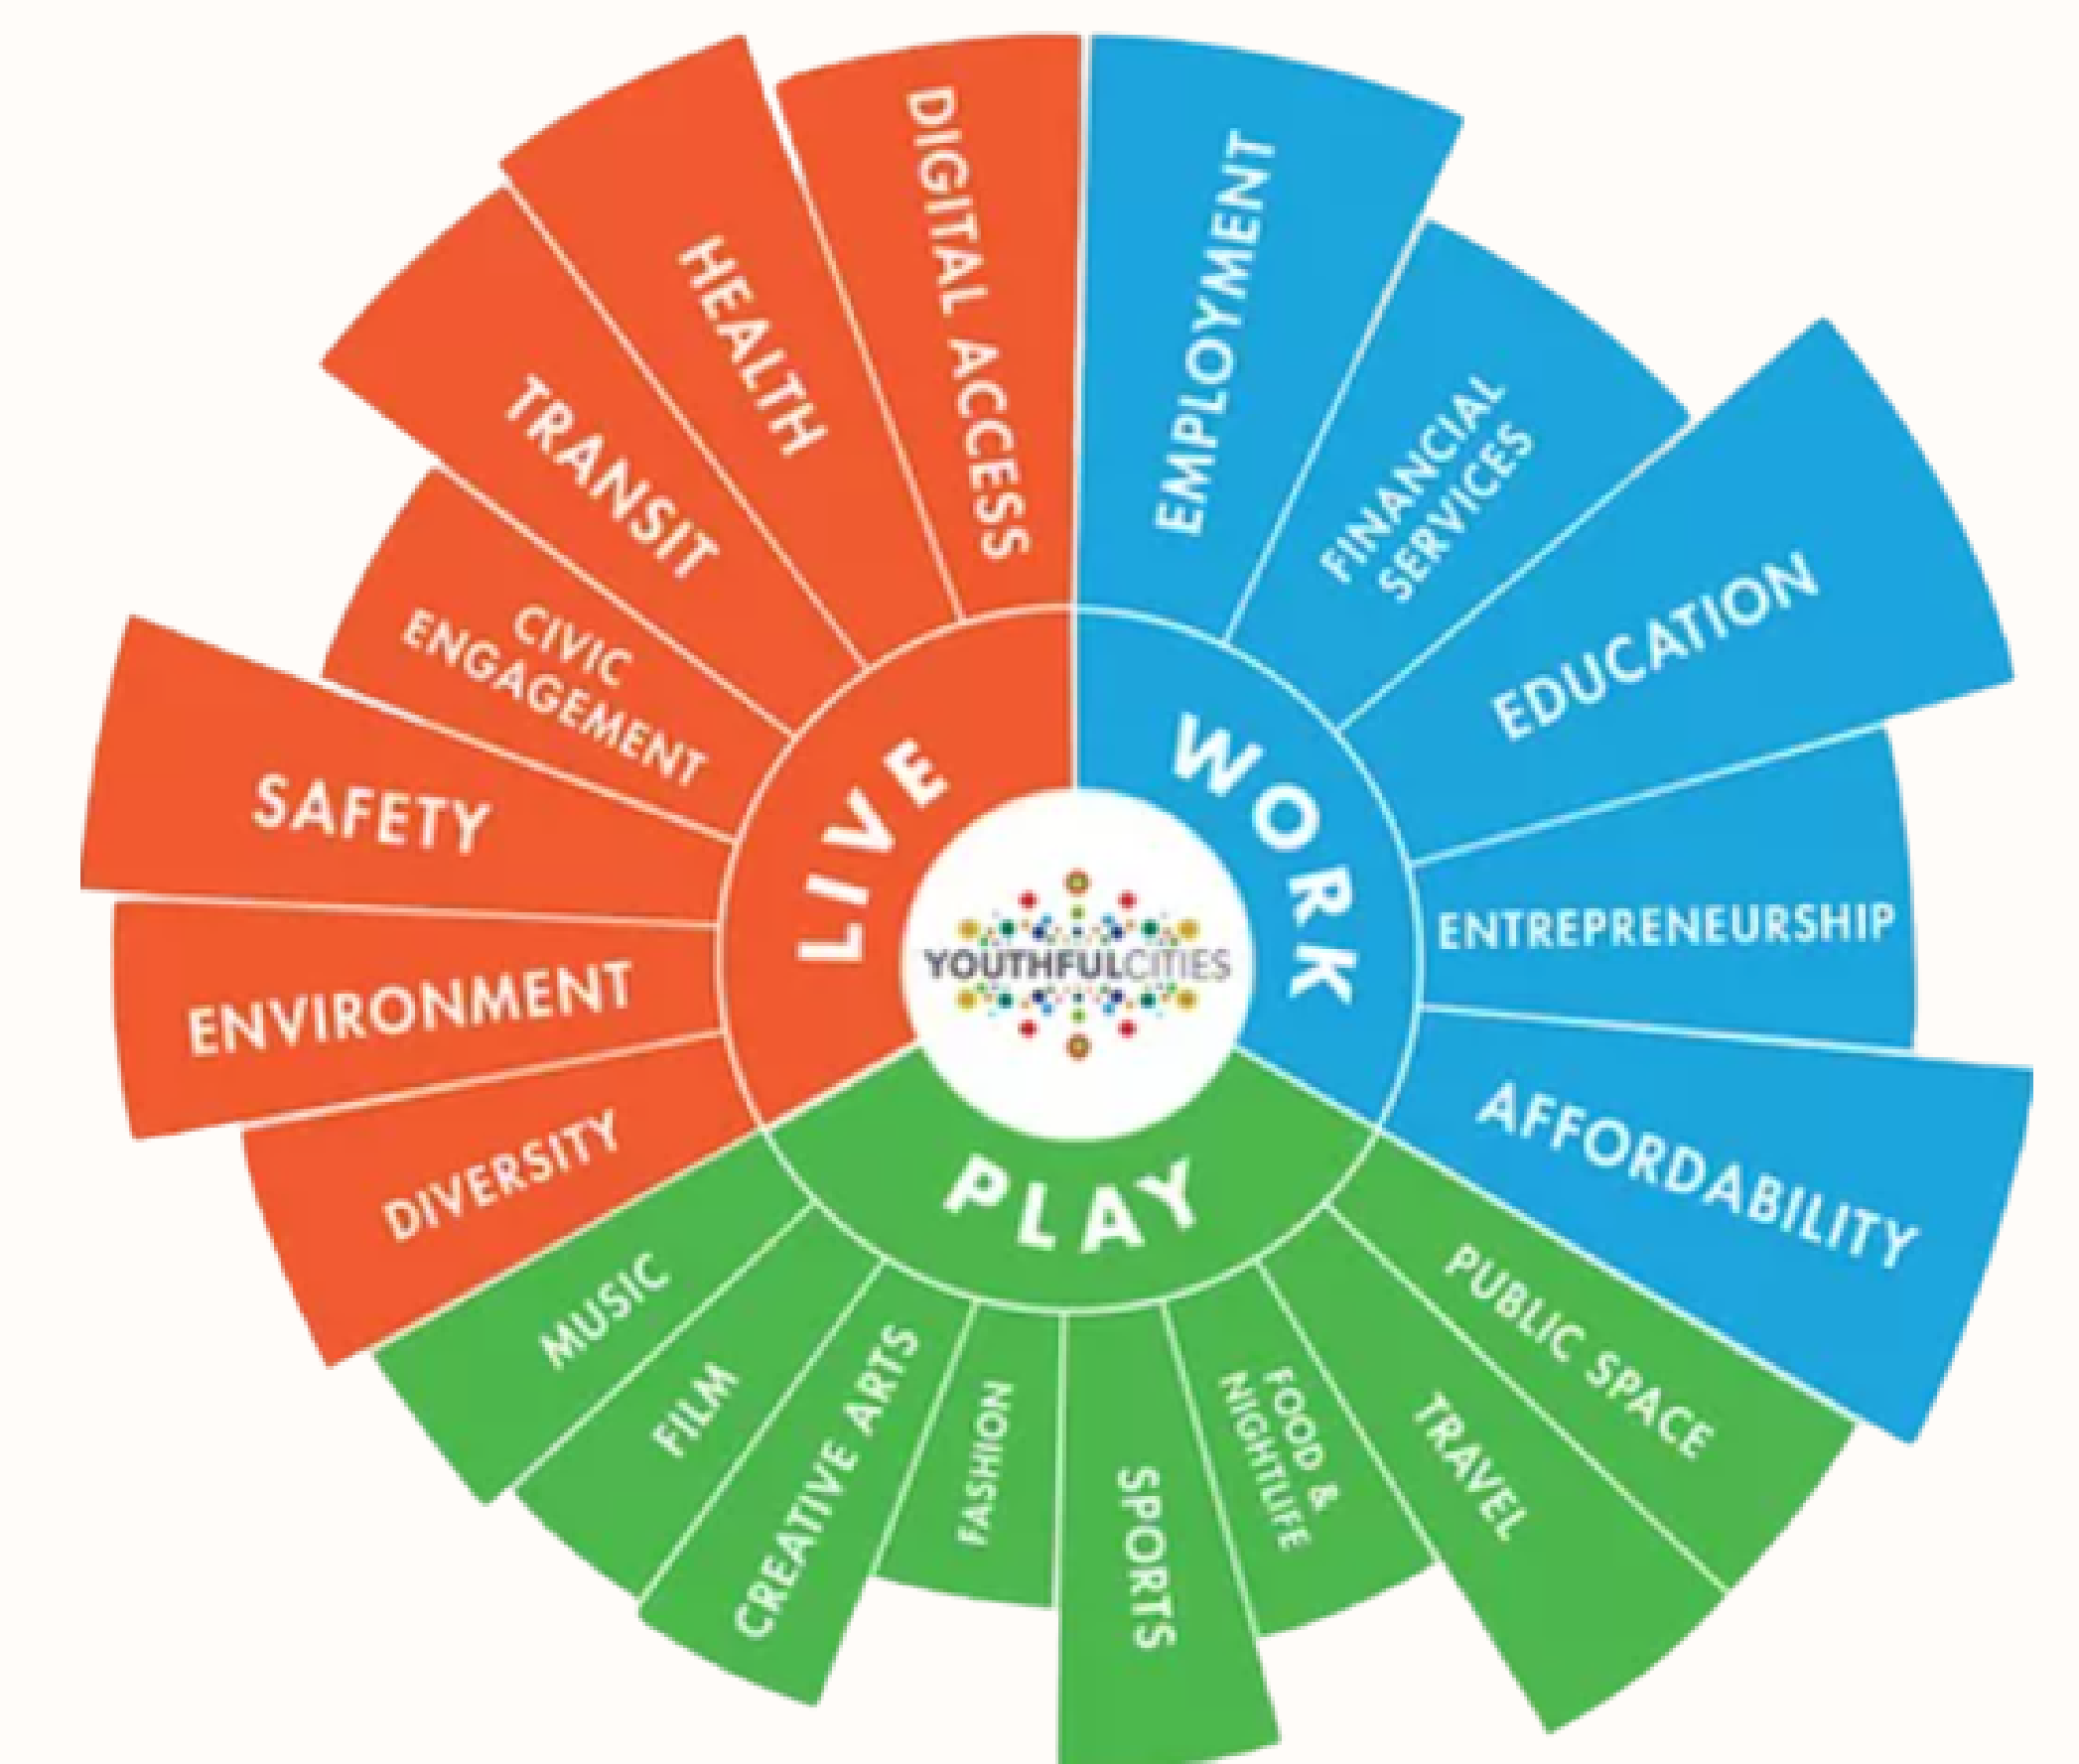 DIGITAL ACCESS
HEALTH
TRANSIT
CIVIC
ENGAGEMENT
SAFETY
ENVIRONMENT
DIVERSITY
LIVE
EMPLOYMENT
FINANCIAL
SERVICES
EDUCATION
ENTREPRENEURSHIP
AFFORDABILITY
WORK
YOUTHFULCITIES
PLAY
MUSIC
FILM
CREATIVE ARTS
FASHION
SPORTS
FOOD &
NIGHTLIFE
TRAVEL
PUBLIC SPACE